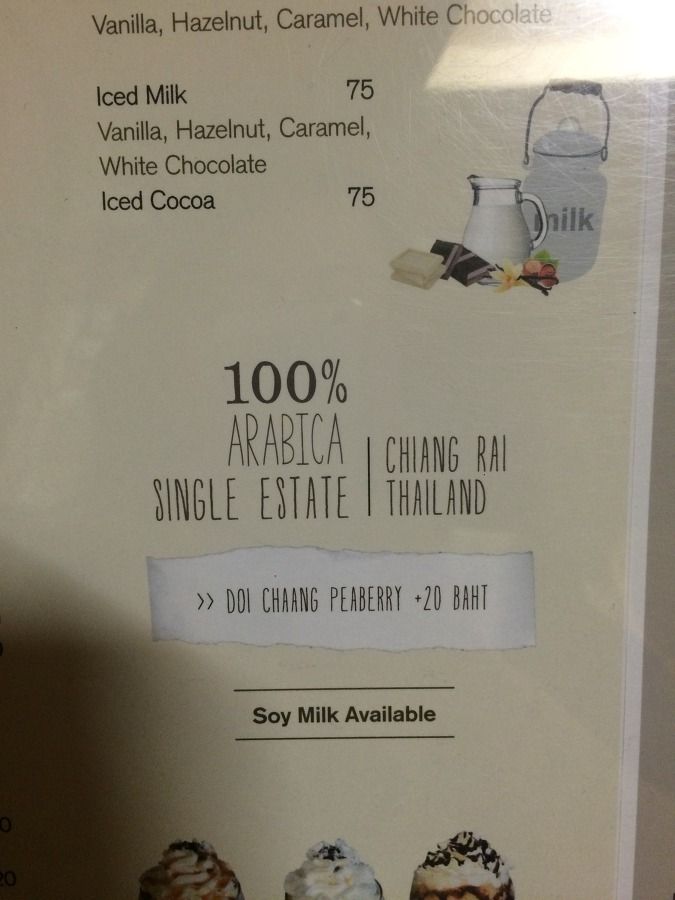 Vanilla, Hazelnut, Caramel, White Chocolate
Iced Milk 75
Vanilla, Hazelnut, Caramel,
White Chocolate
Iced Cocoa 75
milk
100%
ARABICA
SINGLE ESTATE
CHIANG RAI
THAILAND
>> DOI CHAANG PEABERRY +20 BAHT
Soy Milk Available